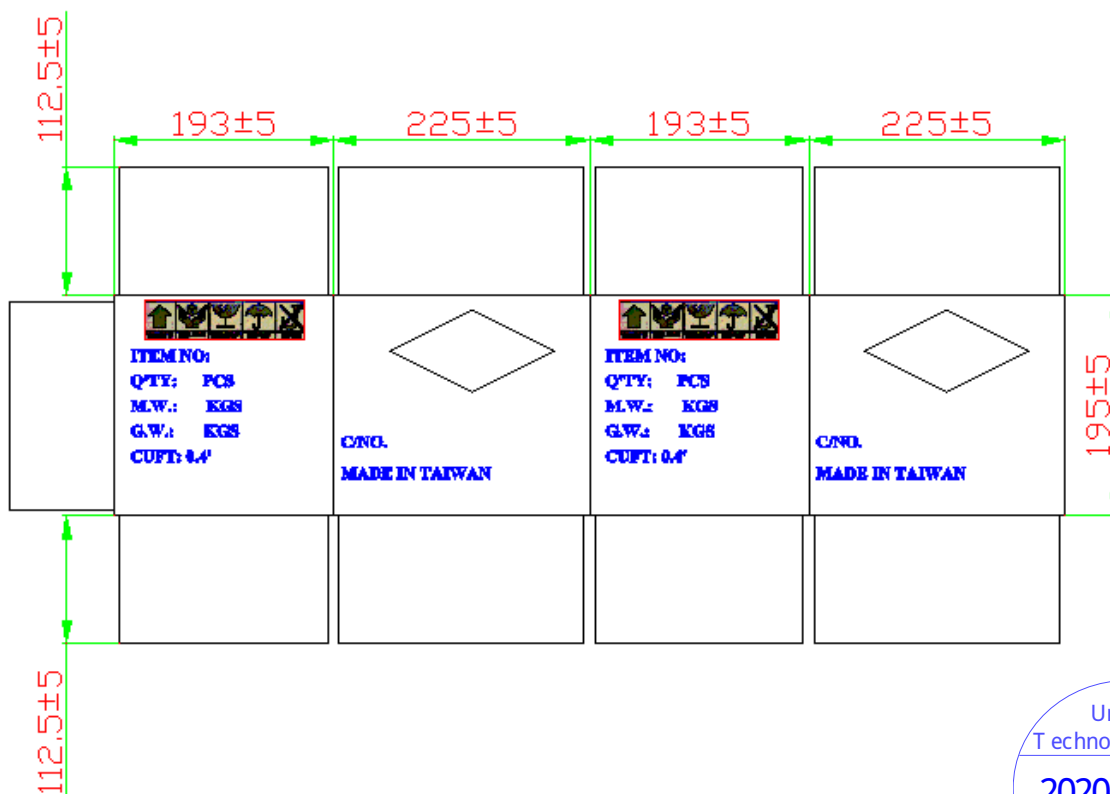 112.5±5
193±5
225±5
193±5
225±5
ITEM NO:
Q'TY: PCS
M.W.: KGS
G.W.: KGS
CUFT: 0.4'
C/NO.
MADE IN TAIWAN
ITEM NO:
Q'TY: PCS
M.W.: KGS
G.W.: KGS
CUFT: 0.4'
C/NO.
MADE IN TAIWAN
195±5
112.5±5
Techno
2020